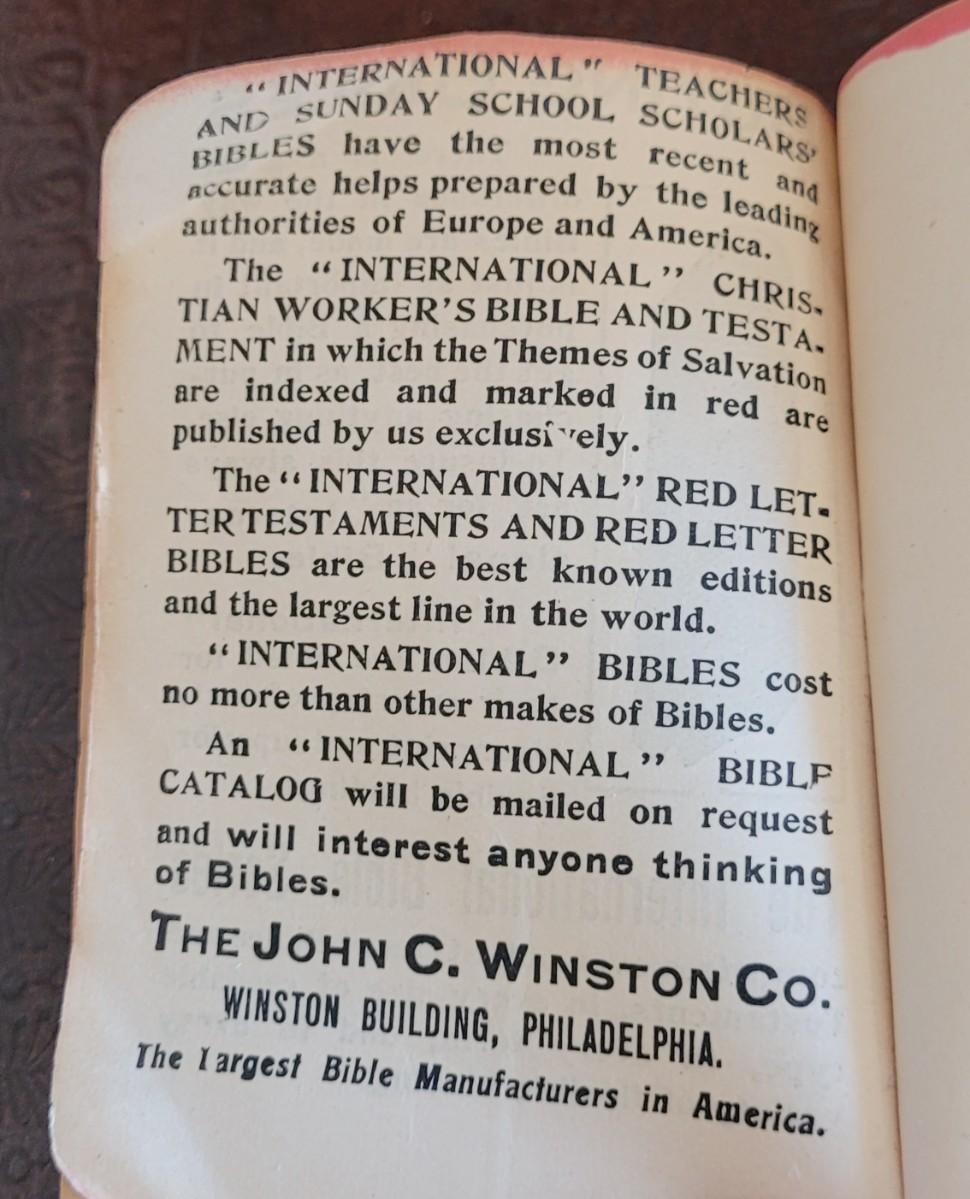 “INTERNATIONAL” TEACHERS
AND SUNDAY SCHOOL SCHOLARS’
BIBLES have the most recent and
accurate helps prepared by the leading
authorities of Europe and America.
The “INTERNATIONAL” CHRIS-
TIAN WORKER’S BIBLE AND TESTA-
MENT in which the Themes of Salvation
are indexed and marked in red are
published by us exclusively.
The “INTERNATIONAL” RED LET-
TER TESTAMENTS AND RED LETTER
BIBLES are the best known editions
and the largest line in the world.
“INTERNATIONAL” BIBLES cost
no more than other makes of Bibles.
An “INTERNATIONAL” BIBLE
CATALOG will be mailed on request
and will interest anyone thinking
of Bibles.
THE JOHN C. WINSTON CO.
WINSTON BUILDING, PHILADELPHIA.
The Largest Bible Manufacturers in America.